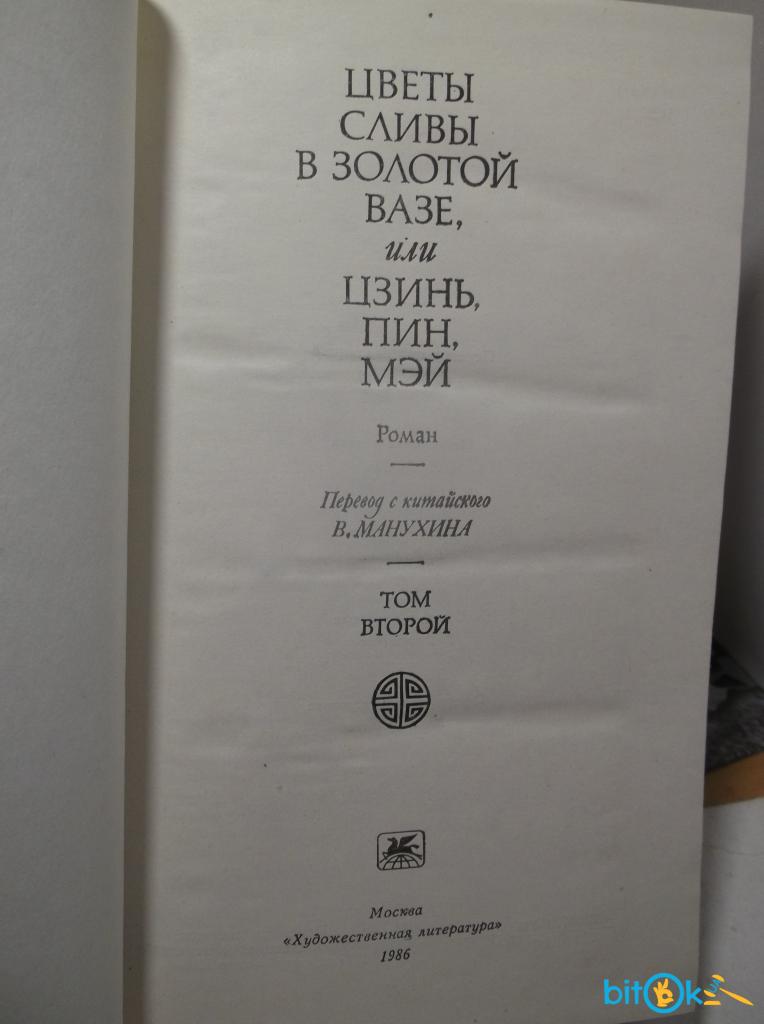 ЦВЕТЫ
СЛИВЫ
В ЗОЛОТОЙ
ВАЗЕ,
или
ЦЗИНЬ,
ПИН,
МЭЙ
Роман
Перевод с китайского
В. МАНУХИНА
ТОМ
ВТОРОЙ
Москва
«Художественная литература»
1986
bitOk